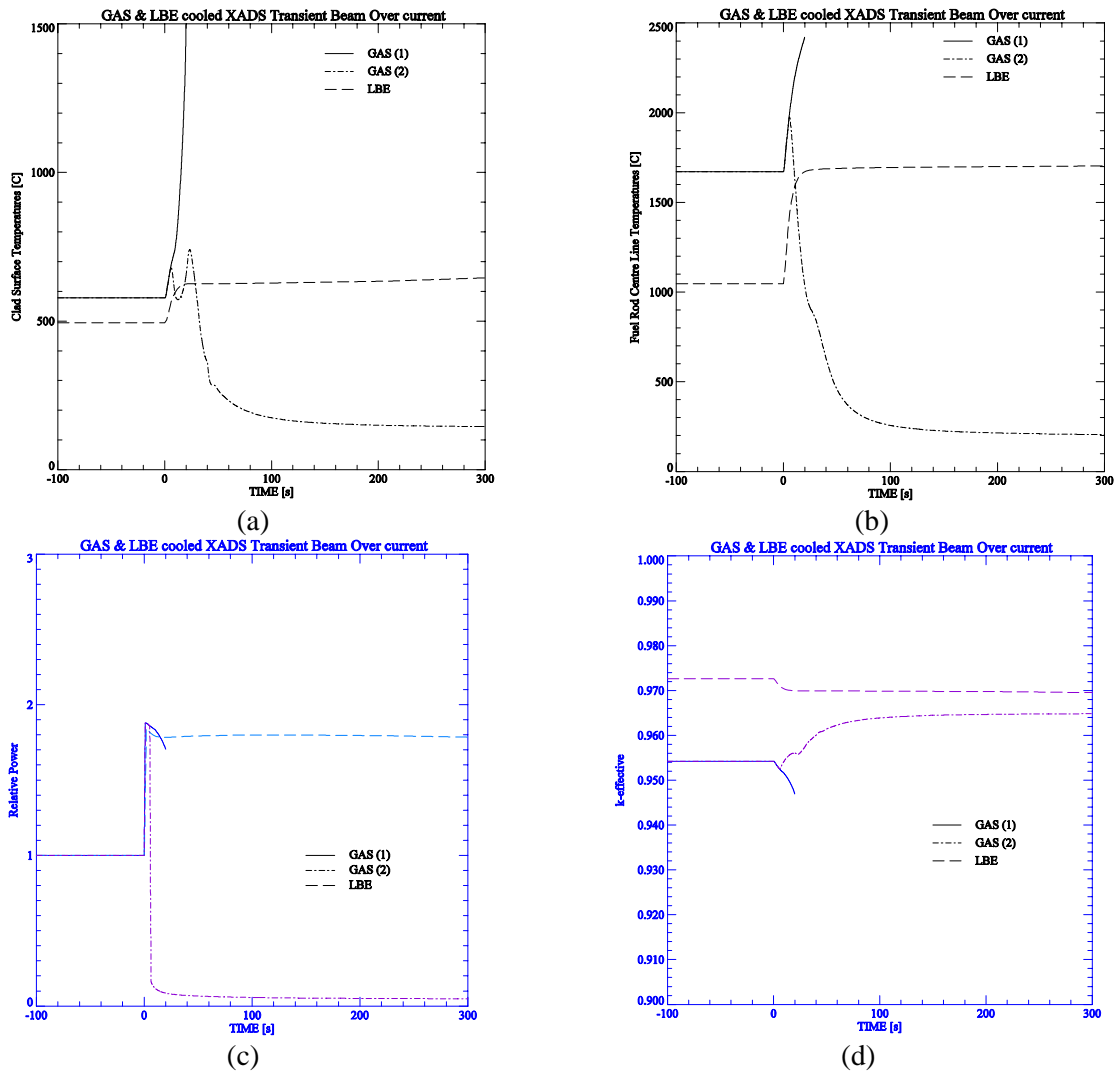 GAS & LBE cooled XADS Transient Beam Over current
1500
1000
500
0
Clad Surface Temperatures [C]
GAS (1)
GAS (2)
LBE
-100
0
100
200
300
TIME [s]
(a)
GAS & LBE cooled XADS Transient Beam Over current
2500
2000
1500
1000
500
0
Fuel Rod Centre Line Temperatures [C]
GAS (1)
GAS (2)
LBE
-100
0
100
200
300
TIME [s]
(b)
GAS & LBE cooled XADS Transient Beam Over current
3
2
1
0
Relative Power
GAS (1)
GAS (2)
LBE
-100
0
100
200
300
TIME [s]
(c)
GAS & LBE cooled XADS Transient Beam Over current
1.000
0.990
0.980
0.970
0.960
0.950
0.940
0.930
0.920
0.910
0.900
k-effective
GAS (1)
GAS (2)
LBE
-100
0
100
200
300
TIME [s]
(d)